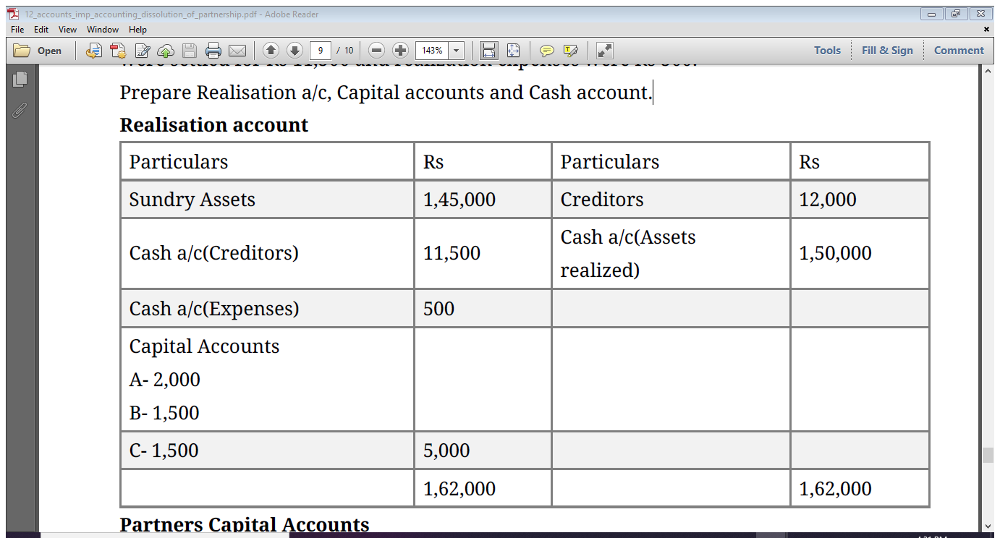 12_accounts_imp_accounting_dissolution_of_partnership.pdf - Adobe Reader
File Edit View Window Help
Open 9 / 10 143% Tools Fill & Sign Comment
Prepare Realisation a/c, Capital accounts and Cash account.
Realisation account
Particulars Rs Particulars Rs
Sundry Assets 1,45,000 Creditors 12,000
Cash a/c(Creditors) 11,500 Cash a/c(Assets
realized) 1,50,000
Cash a/c(Expenses) 500
Capital Accounts
A- 2,000
B- 1,500
C- 1,500 5,000
1,62,000 1,62,000
Partners Capital Accounts